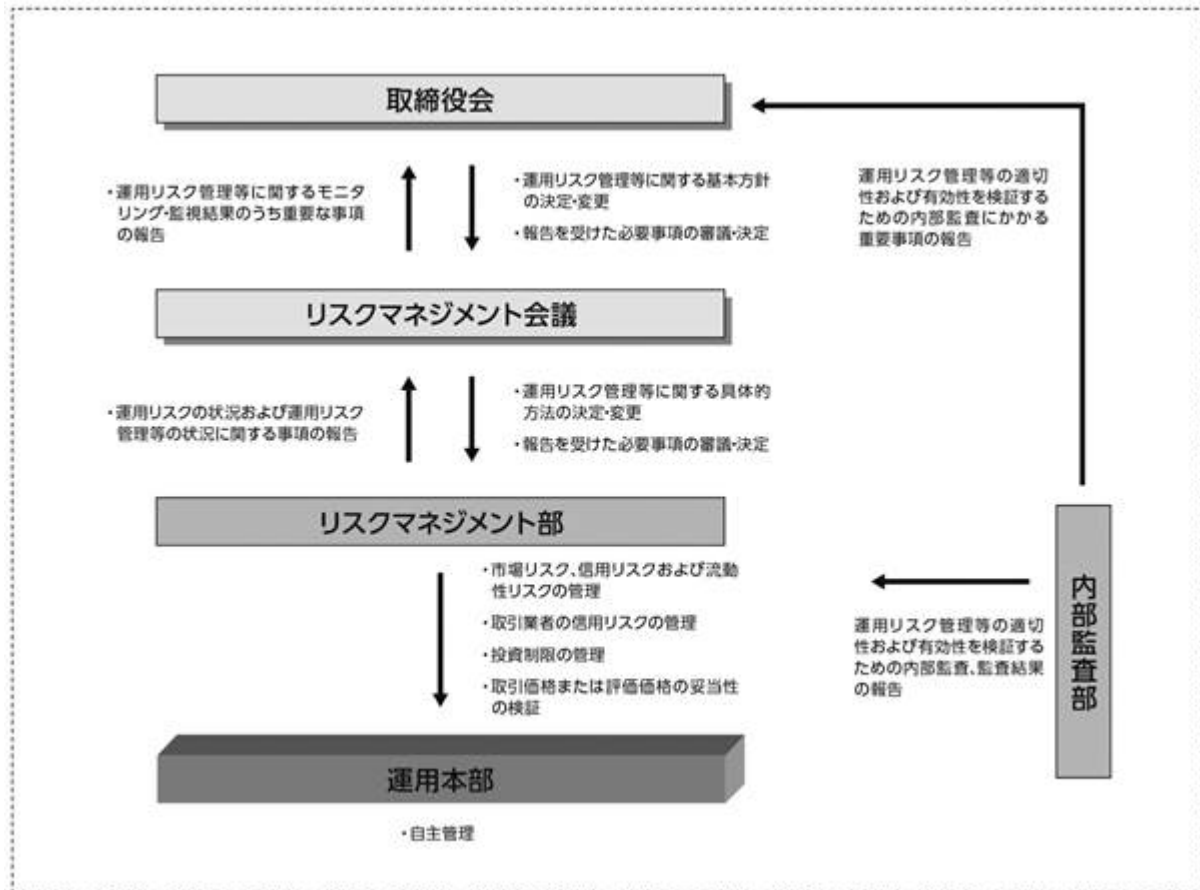 取締役会
・運用リスク管理等に関するモニタ
リング・監視結果のうち重要な事項
の報告
・運用リスク管理等に関する基本方針
の決定・変更
・報告を受けた必要事項の審議・決定
運用リスク管理等の適切
性および有効性を検証する
ための内部監査にかかる
重要事項の報告
リスクマネジメント会議
・運用リスクの状況および運用リスク
管理等の状況に関する事項の報告
・運用リスク管理等に関する具体的
方法の決定・変更
・報告を受けた必要事項の審議・決定
リスクマネジメント部
・市場リスク、信用リスクおよび流動
性リスクの管理
・取引業者の信用リスクの管理
・投資制限の管理
・取引価格または評価価格の妥当性
の検証
運用リスク管理等の適切
性および有効性を検証する
ための内部監査、監査結果
の報告
内部監査部
運用本部
・自主管理